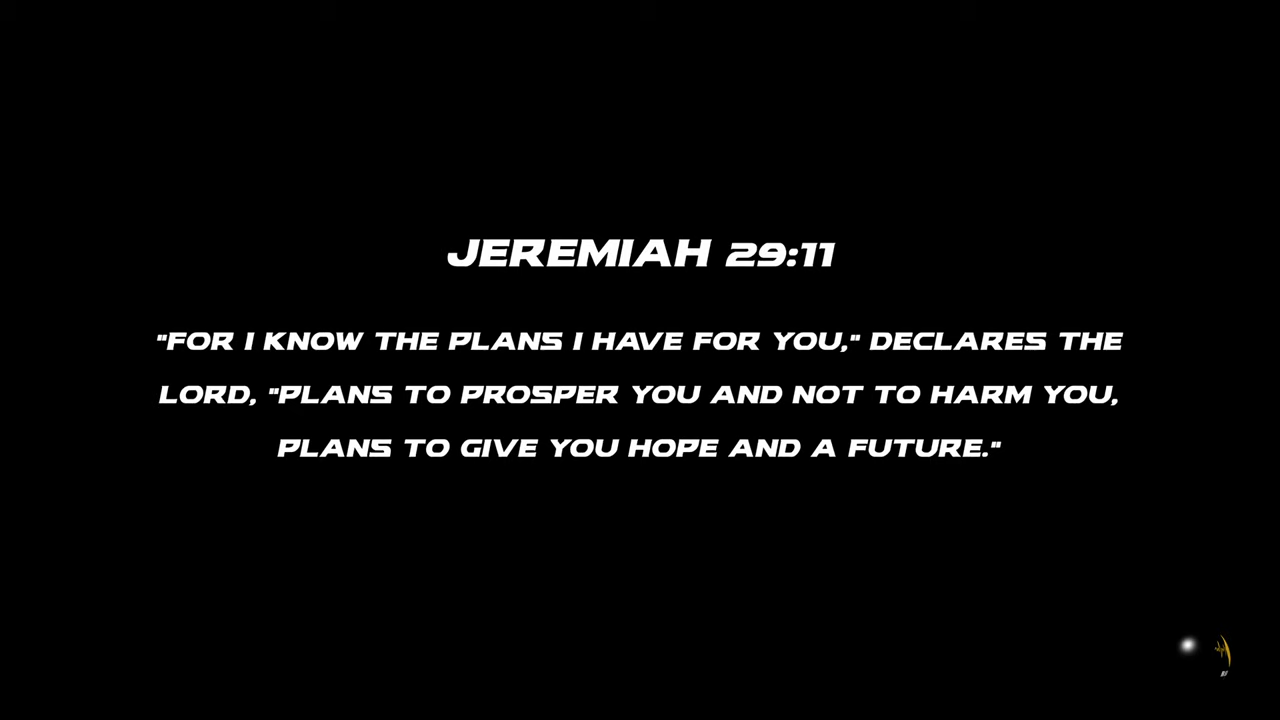 JEREMIAH 29:11
"FOR I KNOW THE PLANS I HAVE FOR YOU," DECLARES THE
LORD, "PLANS TO PROSPER YOU AND NOT TO HARM YOU,
PLANS TO GIVE YOU HOPE AND A FUTURE."